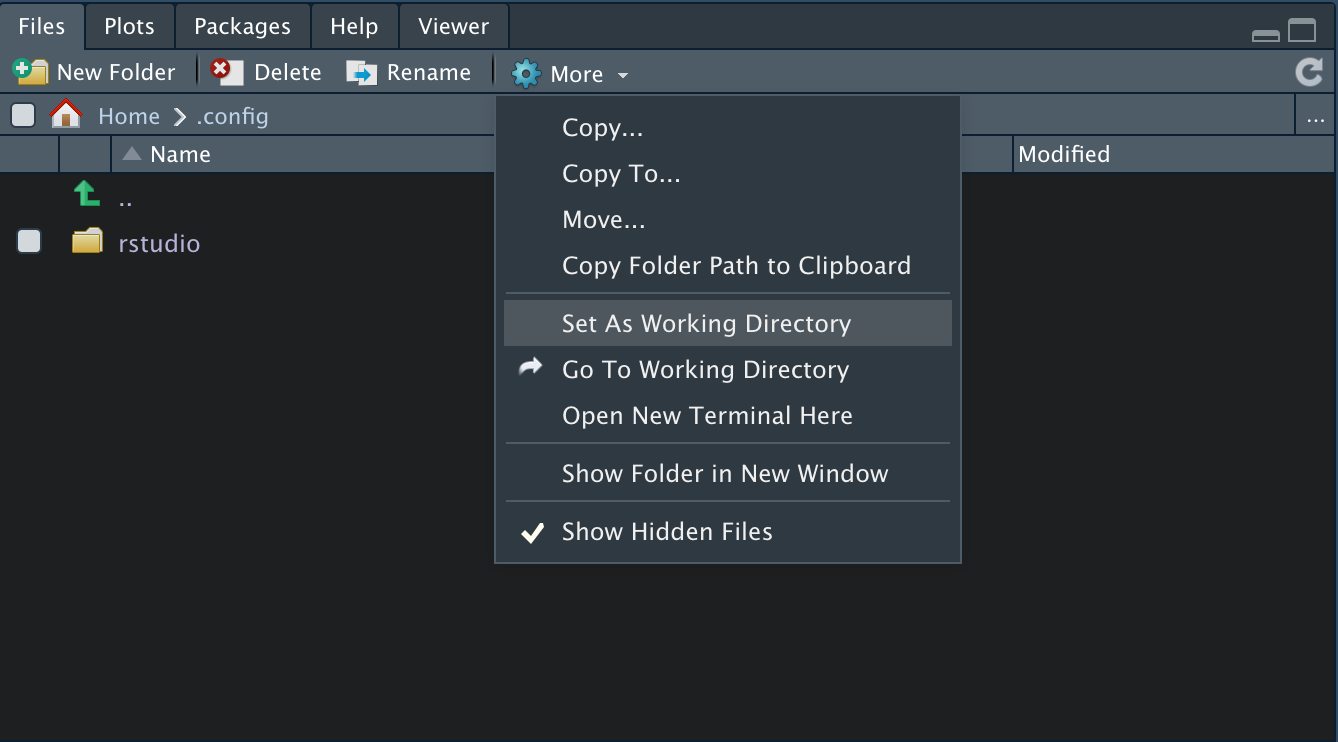 Files Plots Packages Help Viewer
New Folder Delete Rename More
Home .config ...
Name Modified
..
rstudio
Copy...
Copy To...
Move...
Copy Folder Path to Clipboard
Set As Working Directory
Go To Working Directory
Open New Terminal Here
Show Folder in New Window
Show Hidden Files